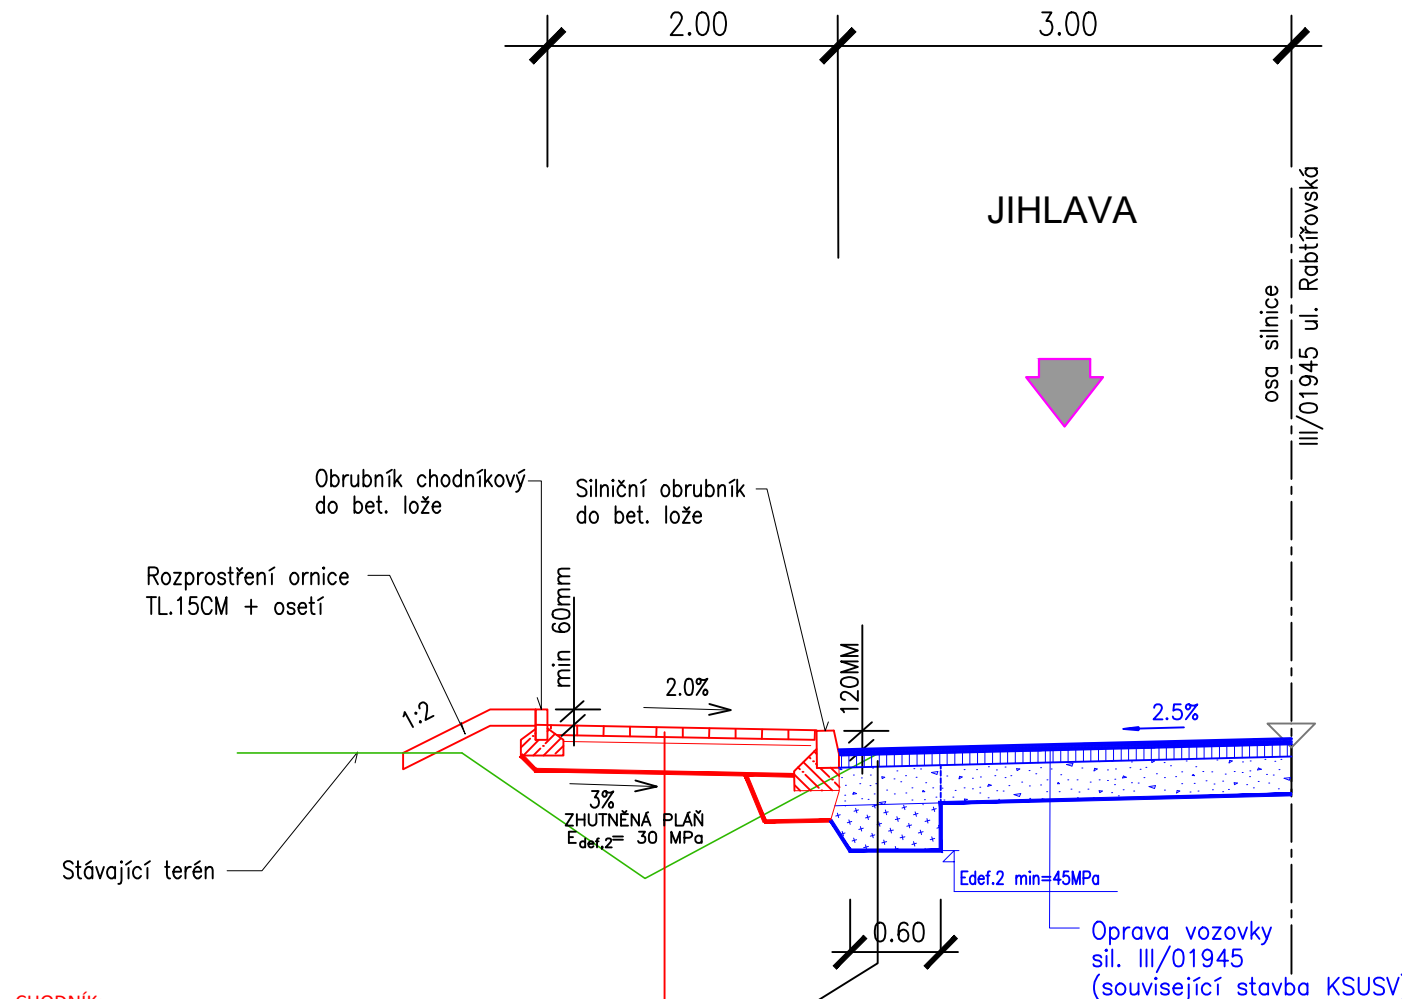 2.00
3.00
JIHLAVA
osa silnice
III/01945 ul. Rabtířovská
Obrubník chodníkový
do bet. lože
Silniční obrubník
do bet. lože
Rozprostření ornice
TL.15CM + osetí
min 60mm
120MM
1:2
2.0%
2.5%
3%
ZHUTNĚNÁ PLÁŇ
Edef,2= 30 MPa
Stávající terén
Edef.2 min=45MPa
0.60
Oprava vozovky
sil. III/01945
(související stavba KSUSV
CHODNÍK